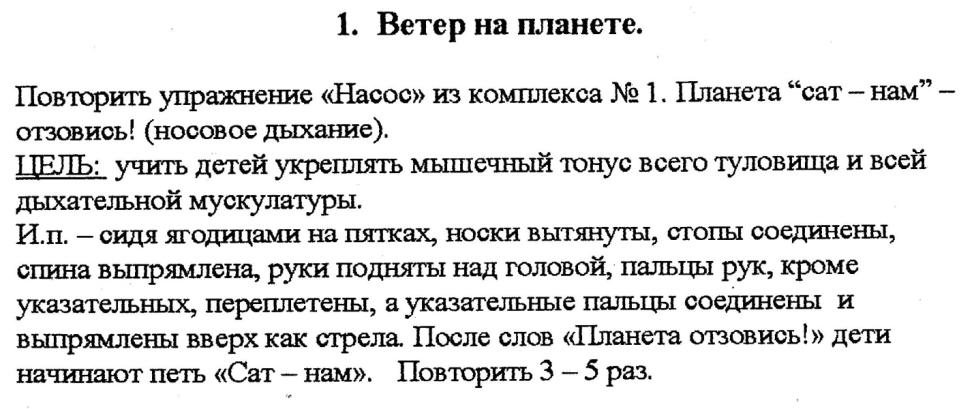 1. Ветер на планете.
Повторить упражнение «Насос» из комплекса № 1. Планета “сат – нам” –
отзовись! (носовое дыхание).
ЦЕЛЬ: учить детей укреплять мышечный тонус всего туловища и всей
дыхательной мускулатуры.
И.п. – сидя ягодицами на пятках, носки вытянуты, стопы соединены,
спина выпрямлена, руки подняты над головой, пальцы рук, кроме
указательных, переплетены, а указательные пальцы соединены и
выпрямлены вверх как стрела. После слов «Планета отзовись!» дети
начинают петь «Сат – нам». Повторить 3 – 5 раз.